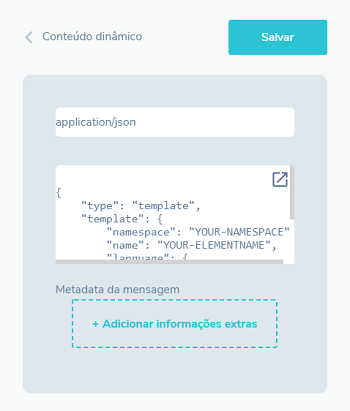 Conteúdo dinâmico
Salvar
application/json
{
"type": "template",
"template": {
"namespace": "YOUR-NAMESPACE"
"name": "YOUR-ELEMENTNAME",
"language": {
Metadata da mensagem
+ Adicionar informações extras